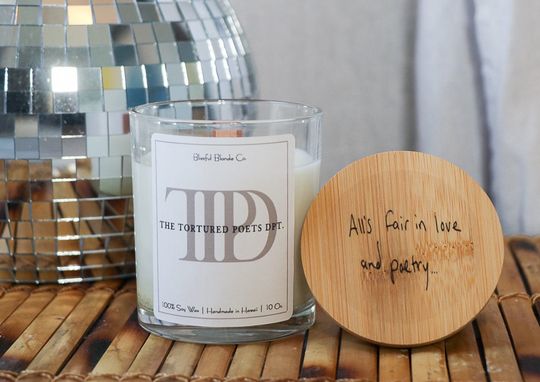 Blissful Blonde Co.
TTPD
THE TORTURED POETS DPT.
100% Soy Wax | Handmade in Hawaii | 10 Oz.
All's fair in love
and poetry...